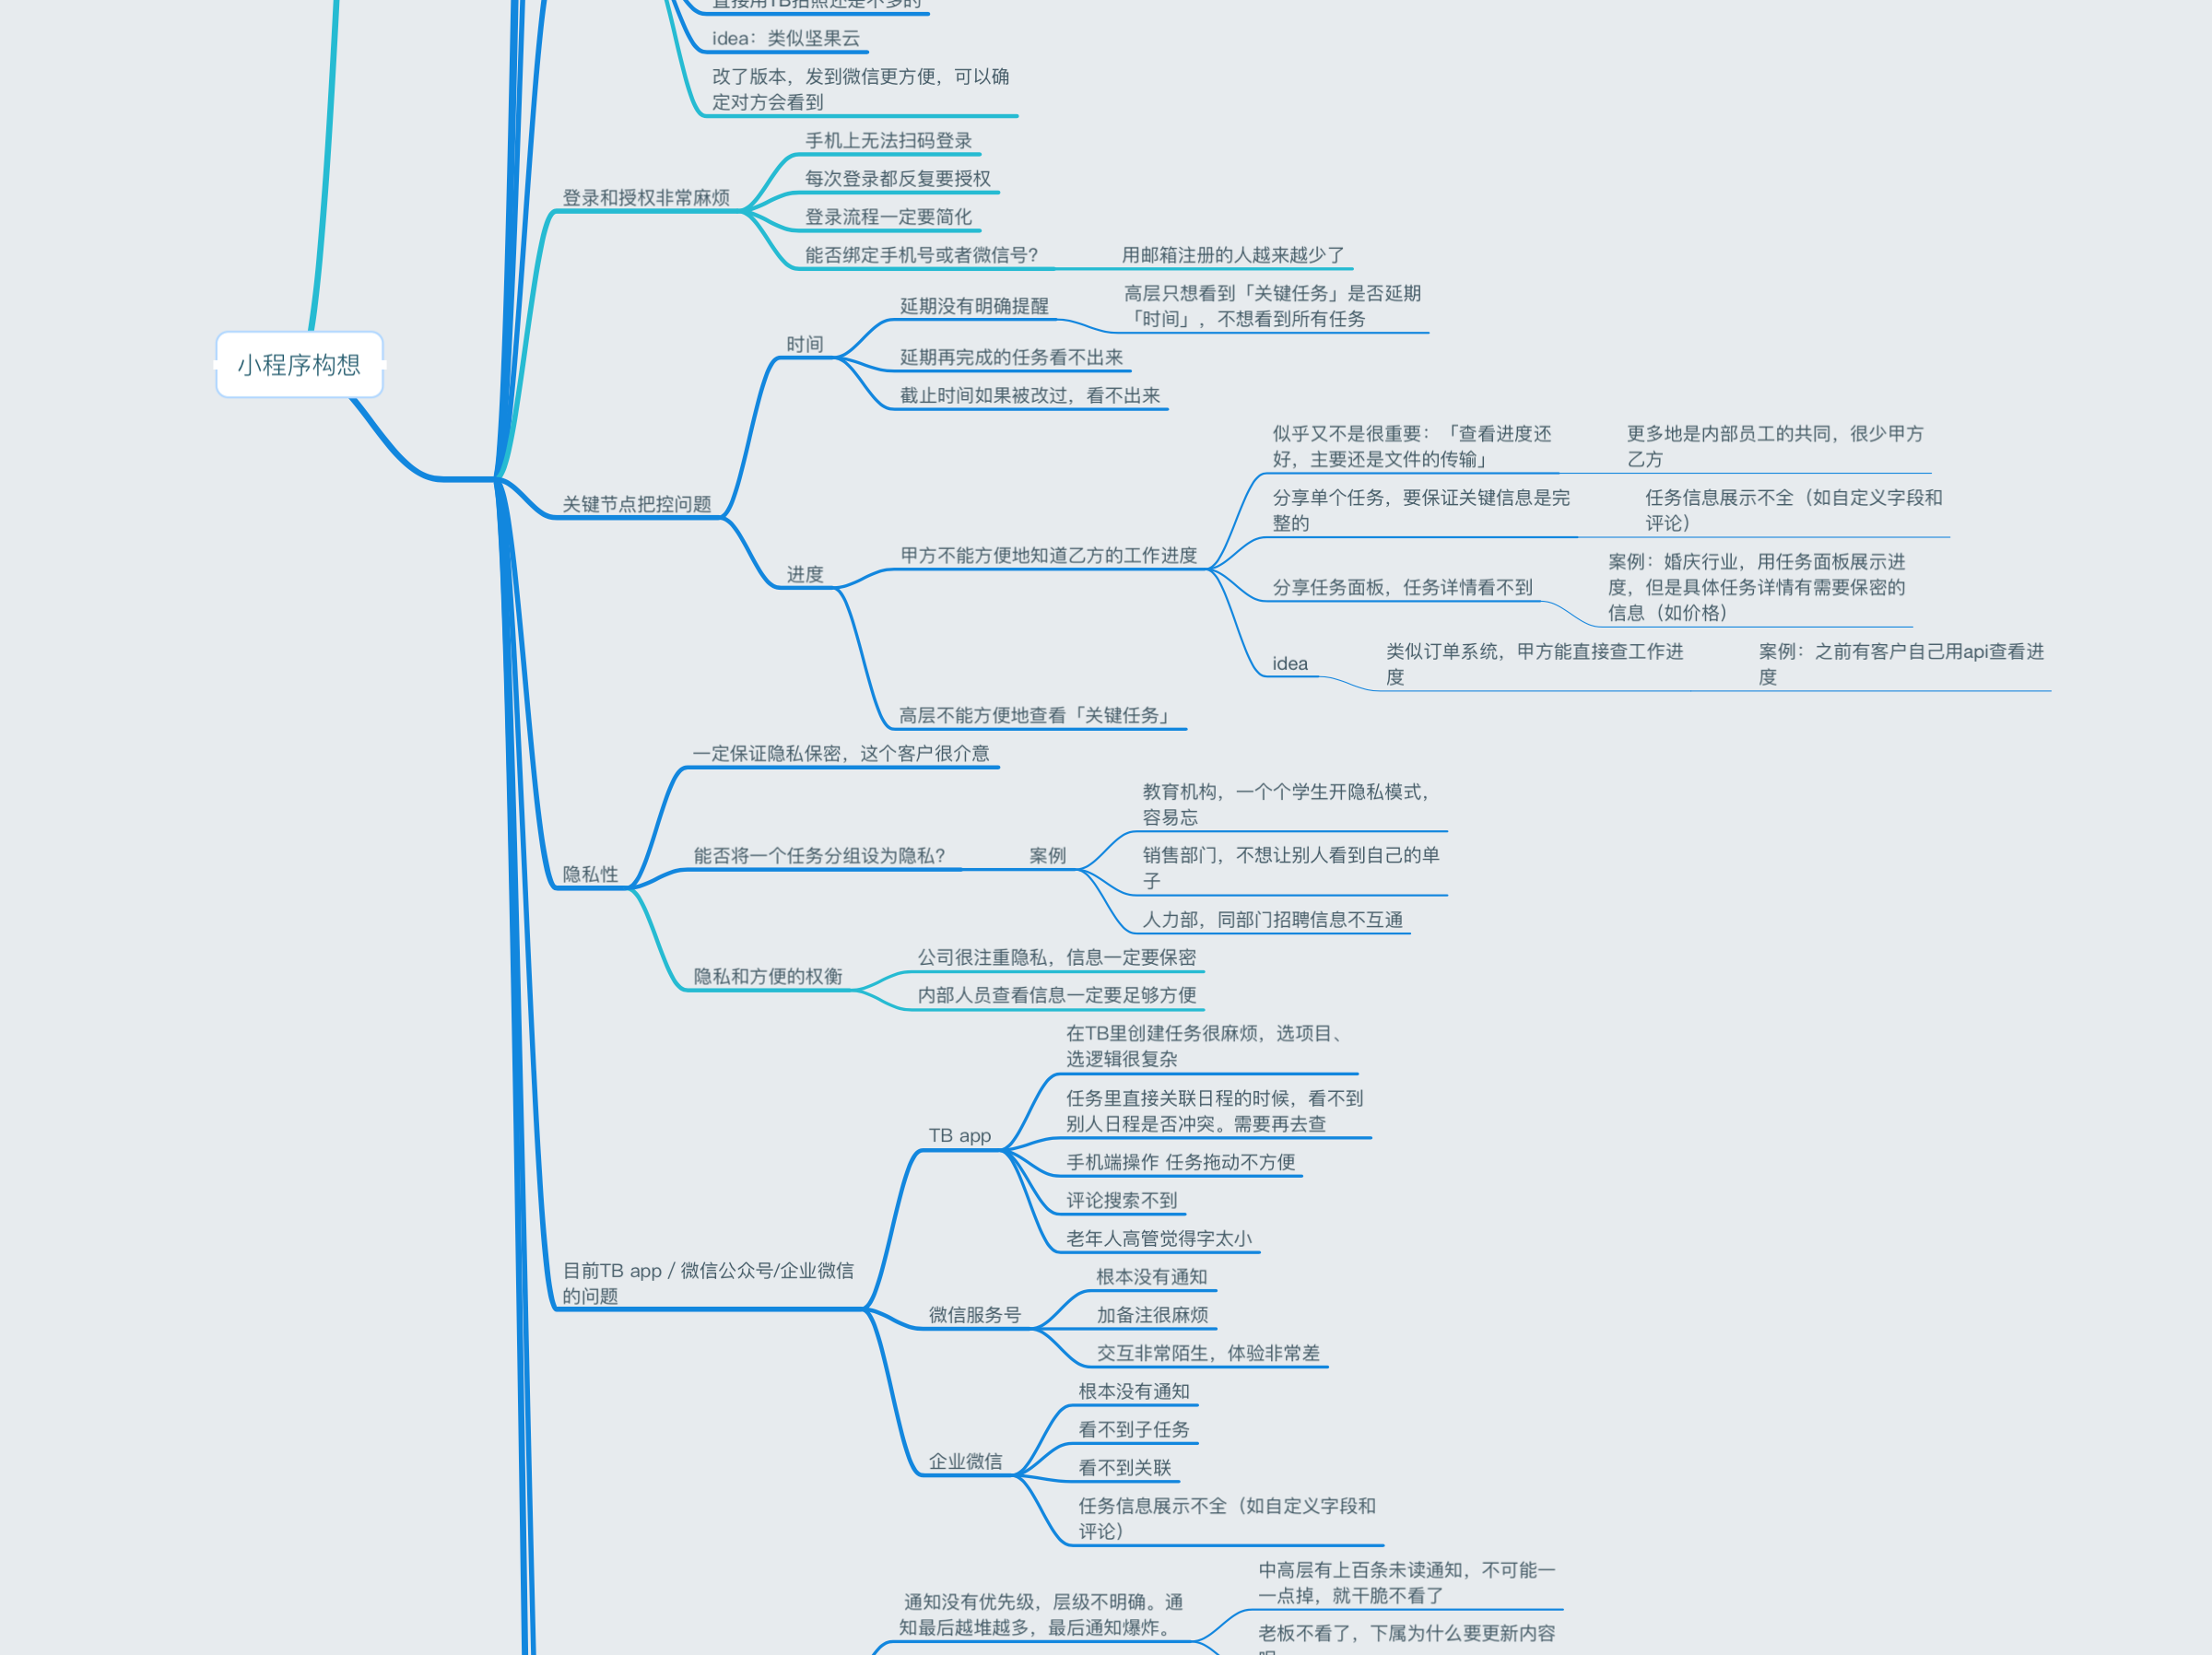 直接用TB拍照还是不多的
idea：类似坚果云
改了版本，发到微信更方便，可以确
定对方会看到
手机上无法扫码登录
每次登录都反复要授权
登录和授权非常麻烦
登录流程一定要简化
能否绑定手机号或者微信号？
用邮箱注册的人越来越少了
延期没有明确提醒
高层只想看到「关键任务」是否延期
「时间」，不想看到所有任务
时间
延期再完成的任务看不出来
截止时间如果被改过，看不出来
小程序构想
关键节点把控问题
似乎又不是很重要：「查看进度还
好，主要还是文件的传输」
更多地是内部员工的共同，很少甲方
乙方
分享单个任务，要保证关键信息是完
整的
任务信息展示不全（如自定义字段和
评论）
甲方不能方便地知道乙方的工作进度
进度
分享任务面板，任务详情看不到
案例：婚庆行业，用任务面板展示进
度，但是具体任务详情有需要保密的
信息（如价格）
idea
类似订单系统，甲方能直接查工作进
度
案例：之前有客户自己用api查看进
度
高层不能方便地查看「关键任务」
一定保证隐私保密，这个客户很介意
教育机构，一个个学生开隐私模式，
容易忘
能否将一个任务分组设为隐私？
案例
销售部门，不想让别人看到自己的单
子
隐私性
人力部，同部门招聘信息不互通
隐私和方便的权衡
公司很注重隐私，信息一定要保密
内部人员查看信息一定要足够方便
在TB里创建任务很麻烦，选项目、
选逻辑很复杂
任务里直接关联日程的时候，看不到
别人日程是否冲突。需要再去查
TB app
手机端操作 任务拖动不方便
评论搜索不到
老年人高管觉得字太小
目前TB app / 微信公众号/企业微信
的问题
根本没有通知
微信服务号
加备注很麻烦
交互非常陌生，体验非常差
根本没有通知
看不到子任务
企业微信
看不到关联
任务信息展示不全（如自定义字段和
评论）
中高层有上百条未读通知，不可能一
一点掉，就干脆不看了
通知没有优先级，层级不明确。通
知最后越堆越多，最后通知爆炸。
老板不看了，下属为什么要更新内容